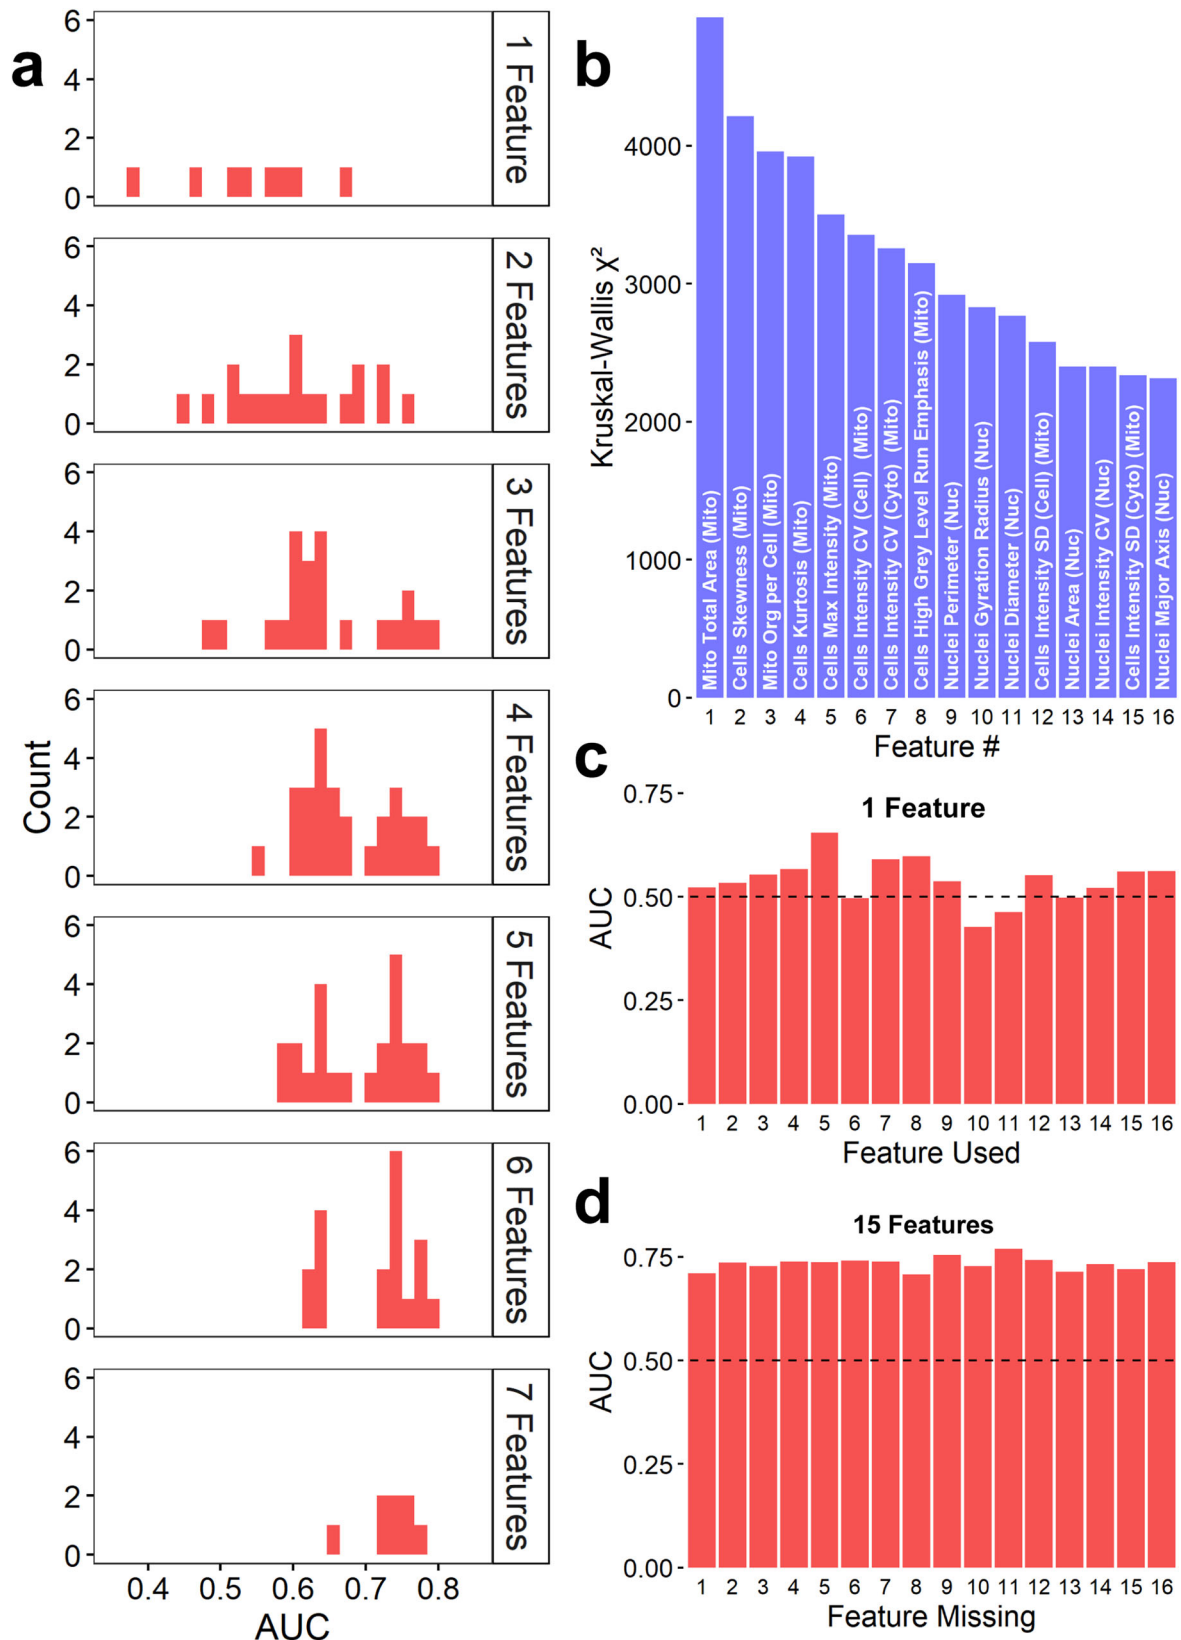 a
6
4
2
0
1 Feature
6
4
2
0
2 Features
6
4
2
0
3 Features
6
4
2
0
4 Features
Count
6
4
2
0
5 Features
6
4
2
0
6 Features
6
4
2
0
7 Features
0.4 0.5 0.6 0.7 0.8
AUC
b
Kruskal-Wallis χ²
4000
3000
2000
1000
0
Mito Total Area (Mito)
Cells Skewness (Mito)
Mito Org per Cell (Mito)
Cells Kurtosis (Mito)
Cells Max Intensity (Mito)
Cells Intensity CV (Cell) (Mito)
Cells Intensity CV (Cyto) (Mito)
Cells High Grey Level Run Emphasis (Mito)
Nuclei Perimeter (Nuc)
Nuclei Gyration Radius (Nuc)
Nuclei Diameter (Nuc)
Cells Intensity SD (Cell) (Mito)
Nuclei Area (Nuc)
Nuclei Intensity CV (Nuc)
Cells Intensity SD (Cyto) (Mito)
Nuclei Major Axis (Nuc)
1 2 3 4 5 6 7 8 9 10 11 12 13 14 15 16
Feature #
c
1 Feature
AUC
0.75
0.50
0.25
0.00
1 2 3 4 5 6 7 8 9 10 11 12 13 14 15 16
Feature Used
d
15 Features
AUC
0.75
0.50
0.25
0.00
1 2 3 4 5 6 7 8 9 10 11 12 13 14 15 16
Feature Missing